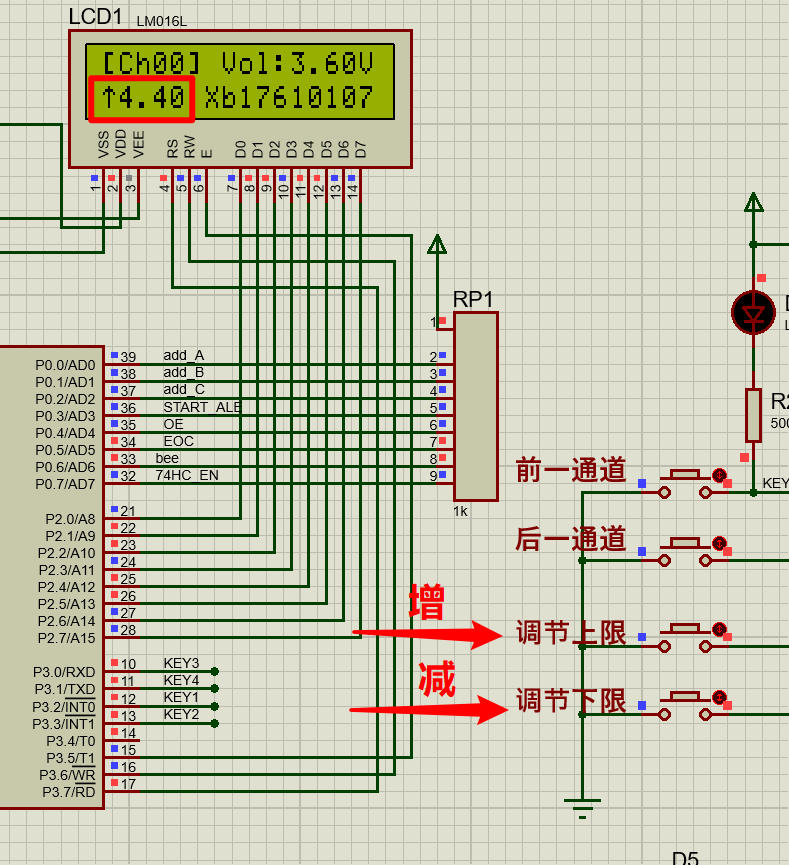 LCD1
LM016L
[Ch00] Vol:3.60V
↑4.40 Xb17610107
VSS
VDD
VEE
RS
RW
E
D0
D1
D2
D3
D4
D5
D6
D7
1
2
3
4
5
6
7
8
9
10
11
12
13
14
RP1
1
2
3
4
5
6
7
8
9
1k
P0.0/AD0 39 add_A
P0.1/AD1 38 add_B
P0.2/AD2 37 add_C
P0.3/AD3 36 START_ALE
P0.4/AD4 35 OE
P0.5/AD5 34 EOC
P0.6/AD6 33 bee
P0.7/AD7 32 74HC_EN
P2.0/A8 21
P2.1/A9 22
P2.2/A10 23
P2.3/A11 24
P2.4/A12 25
P2.5/A13 26
P2.6/A14 27
P2.7/A15 28
P3.0/RXD 10 KEY3
P3.1/TXD 11 KEY4
P3.2/INT0 12 KEY1
P3.3/INT1 13 KEY2
P3.4/T0 14
P3.5/T1 15
P3.6/WR 16
P3.7/RD 17
前一通道
KEY
后一通道
增
调节上限
减
调节下限
D5